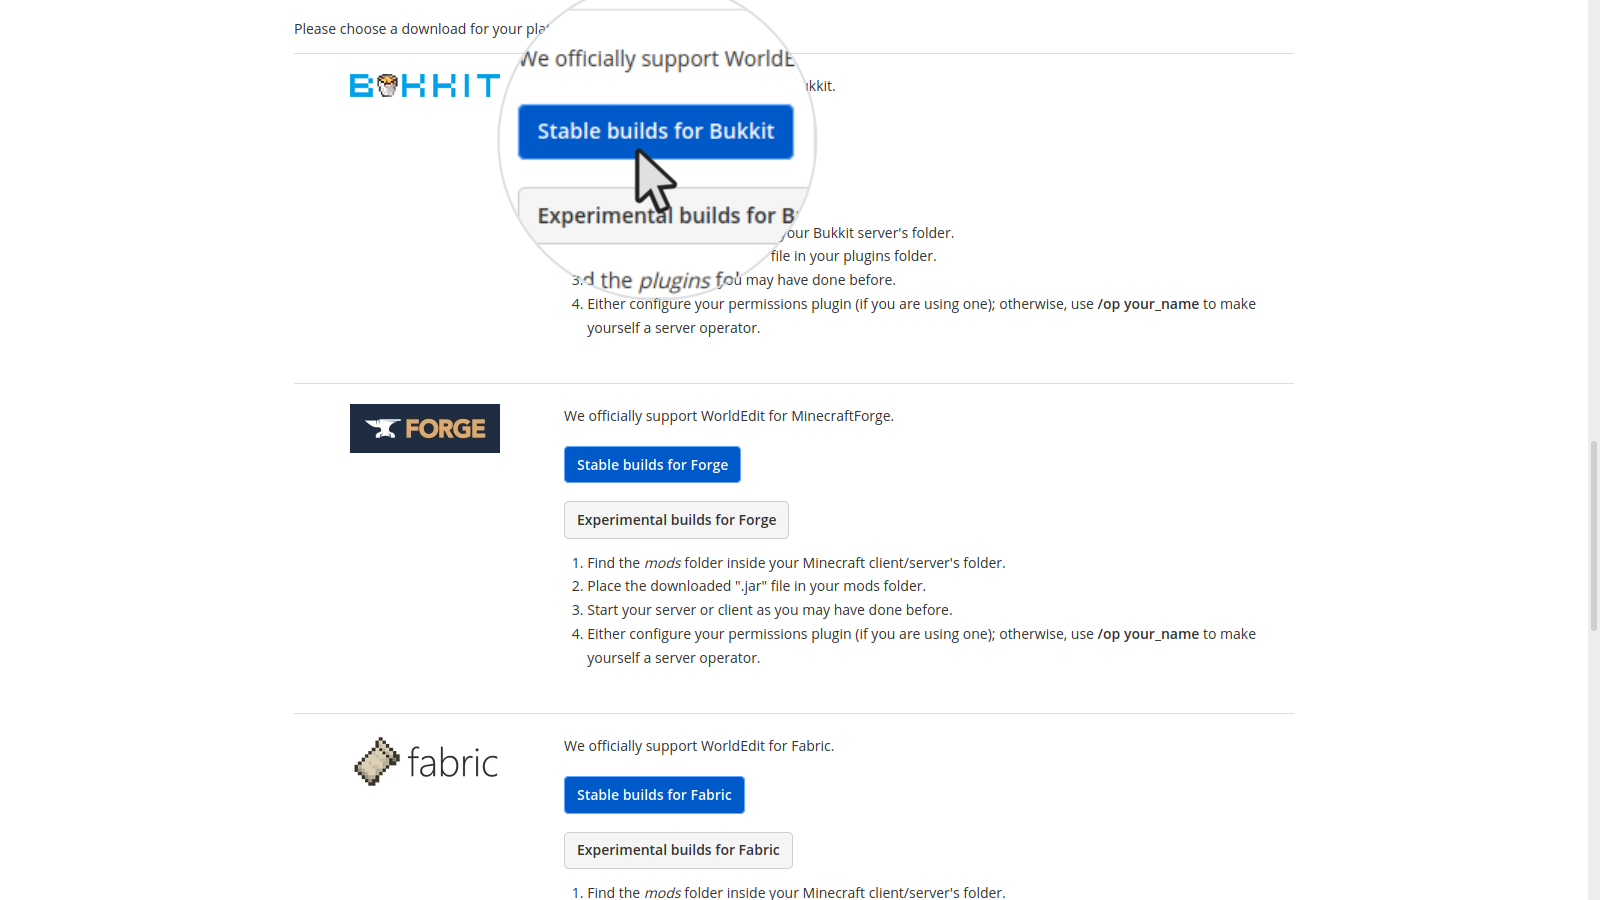 Please choose a download for your pla
We officially support WorldE
BUKKIT
kkit.
Stable builds for Bukkit
Experimental builds for B
your Bukkit server's folder.
file in your plugins folder.
3.
d the plugins fol
you may have done before.
4. Either configure your permissions plugin (if you are using one); otherwise, use /op your_name to make
yourself a server operator.
FORGE
We officially support WorldEdit for MinecraftForge.
Stable builds for Forge
Experimental builds for Forge
1. Find the mods folder inside your Minecraft client/server's folder.
2. Place the downloaded ".jar" file in your mods folder.
3. Start your server or client as you may have done before.
4. Either configure your permissions plugin (if you are using one); otherwise, use /op your_name to make
yourself a server operator.
fabric
We officially support WorldEdit for Fabric.
Stable builds for Fabric
Experimental builds for Fabric
1. Find the mods folder inside your Minecraft client/server's folder.